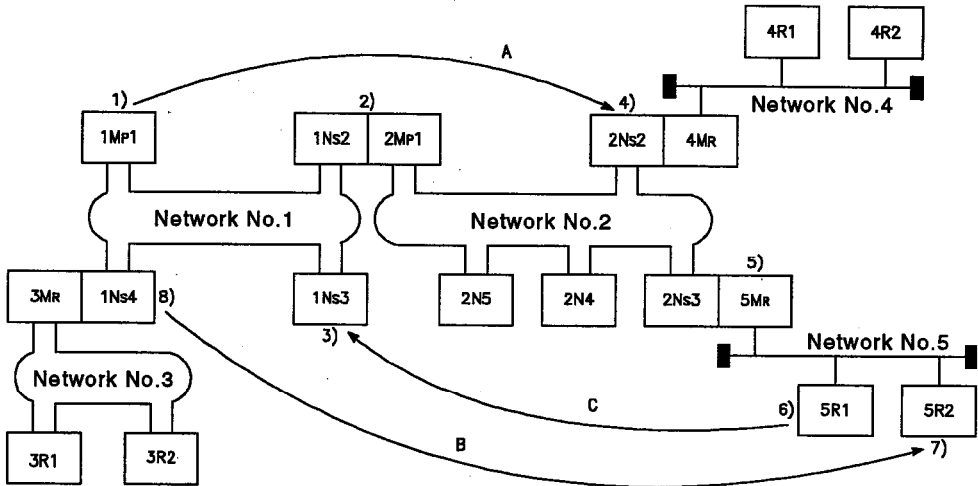 4R1 4R2
A
Network No.4
1) 2) 4)
1MP1 1NS2 2MP1 2NS2 4MR
Network No.1 Network No.2
3MR 1NS4 8) 1NS3 2N5 2N4 2NS3 5MR 5)
3)
Network No.5
Network No.3
C 6) 5R1 5R2
B 7)
3R1 3R2